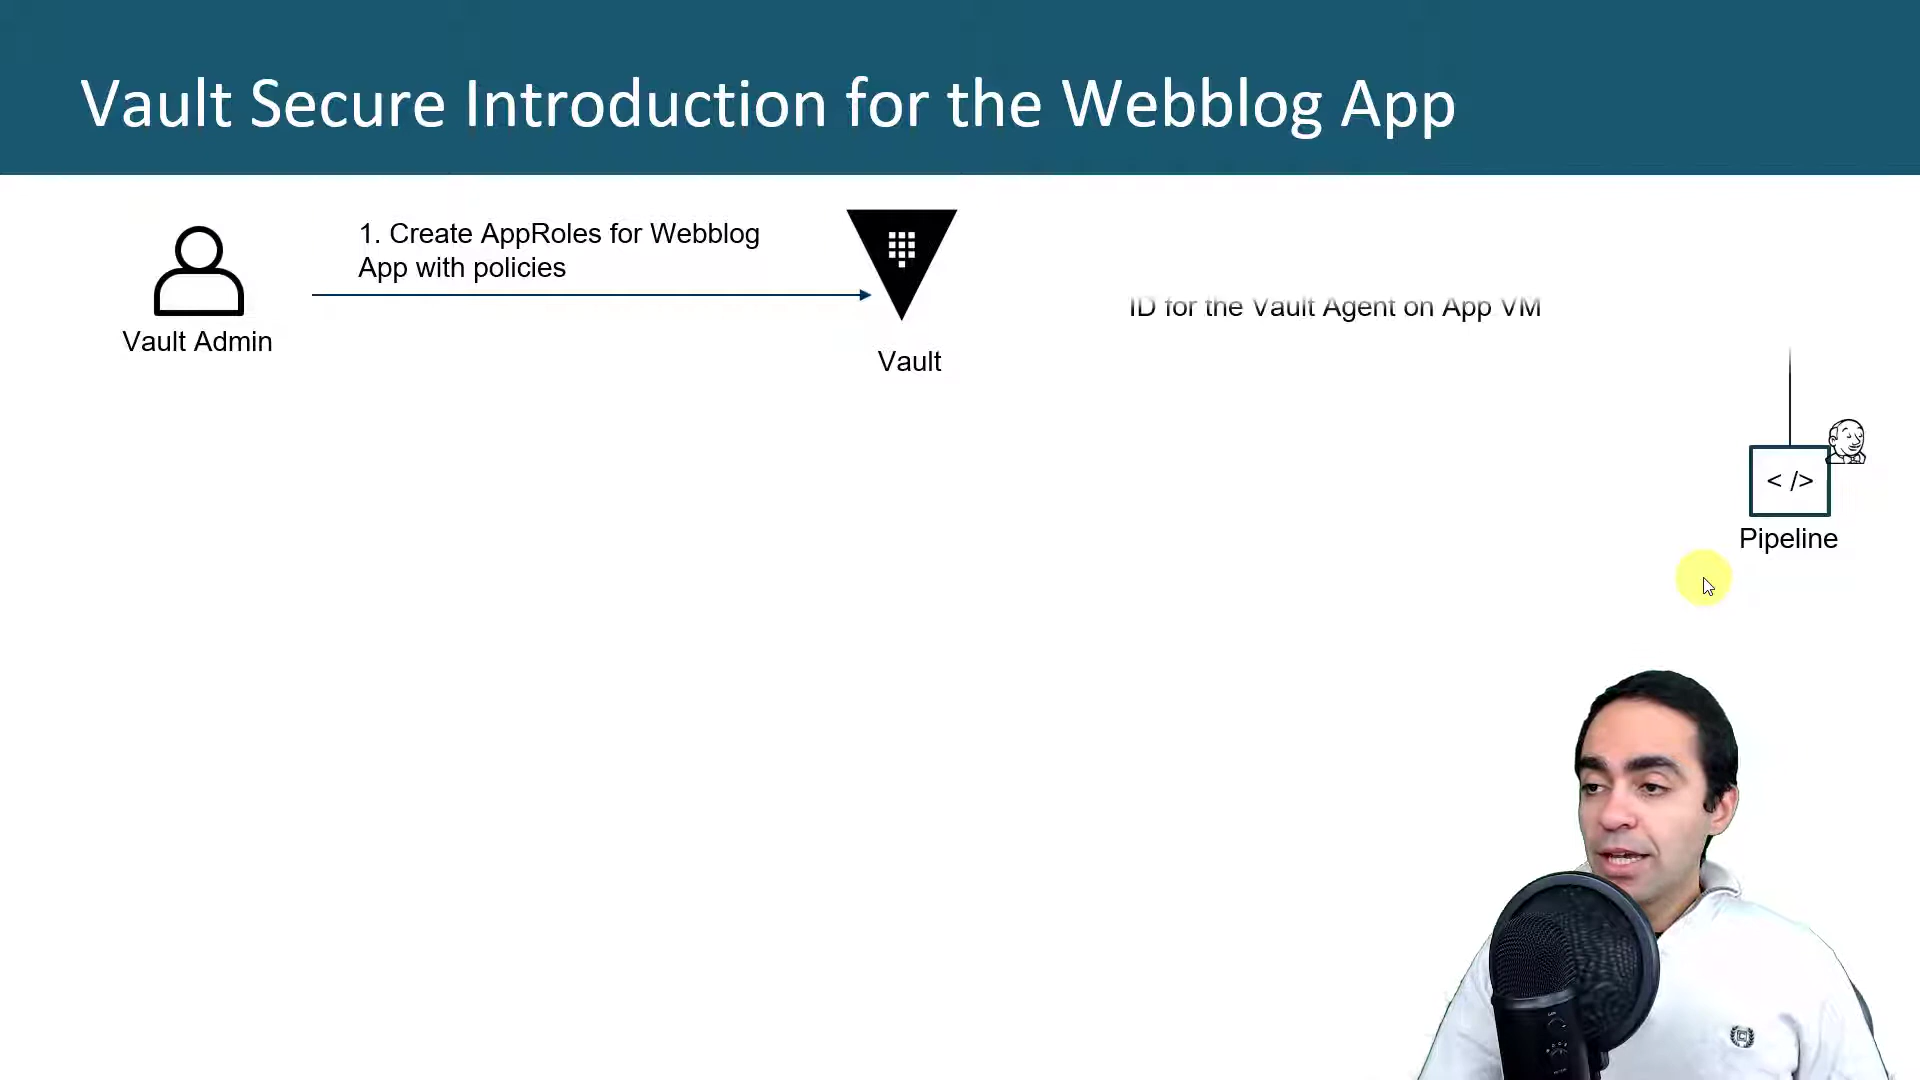 Vault Secure Introduction for the Webblog App
1. Create AppRoles for Webblog
App with policies
ID for the Vault Agent on App VM
Vault Admin
Vault
< />
Pipeline